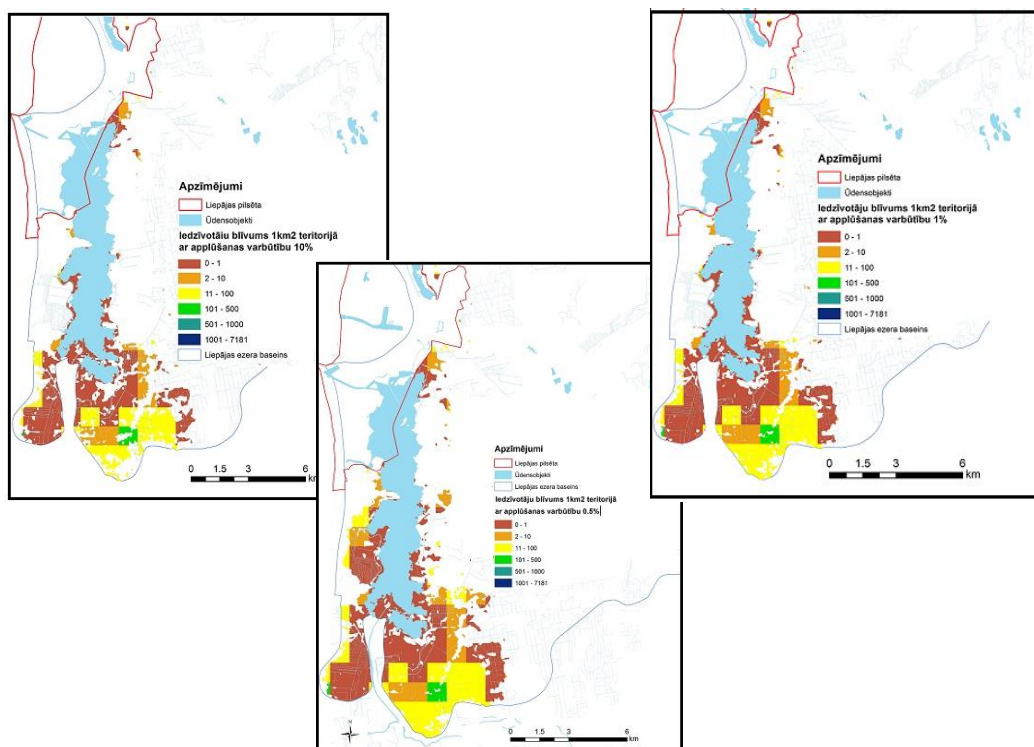 Apzīmējumi
Liepājas pilsēta
Ūdensobjekti
Iedzīvotāju blīvums 1km2 teritorijā
ar applūšanas varbūtību 10%
0 - 1
2 - 10
11 - 100
101 - 500
501 - 1000
1001 - 7181
Liepājas ezera baseins
0 1.5 3 6
km
Apzīmējumi
Liepājas pilsēta
Ūdensobjekti
Iedzīvotāju blīvums 1km2 teritorijā
ar applūšanas varbūtību 1%
0 - 1
2 - 10
11 - 100
101 - 500
501 - 1000
1001 - 7181
Liepājas ezera baseins
0 1.5 3 6
km
Apzīmējumi
Liepājas pilsēta
Ūdensobjekti
Liepājas ezera baseins
Iedzīvotāju blīvums 1km2 teritorijā
ar applūšanas varbūtību 0.5%
0 - 1
2 - 10
11 - 100
101 - 500
501 - 1000
1001 - 7181
N
0 1.5 3 6
km